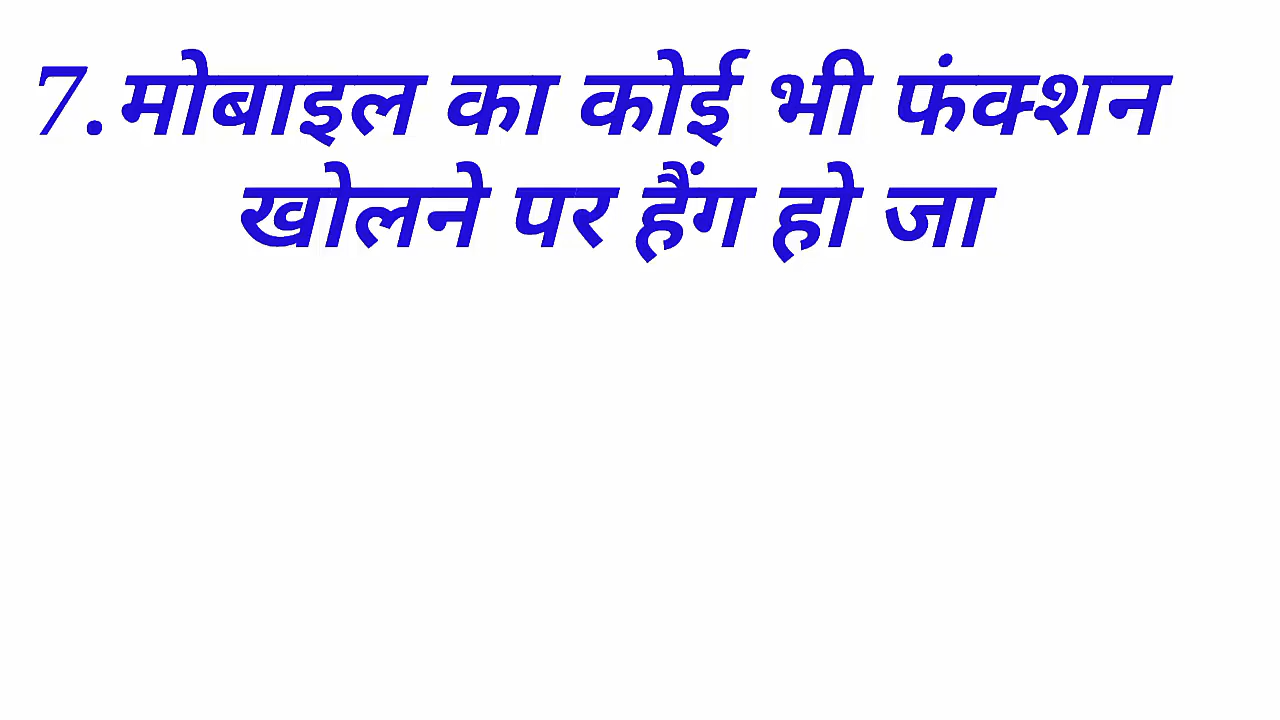 7.मोबाइल का कोई भी फंक्शन
खोलने पर हैंग हो जा